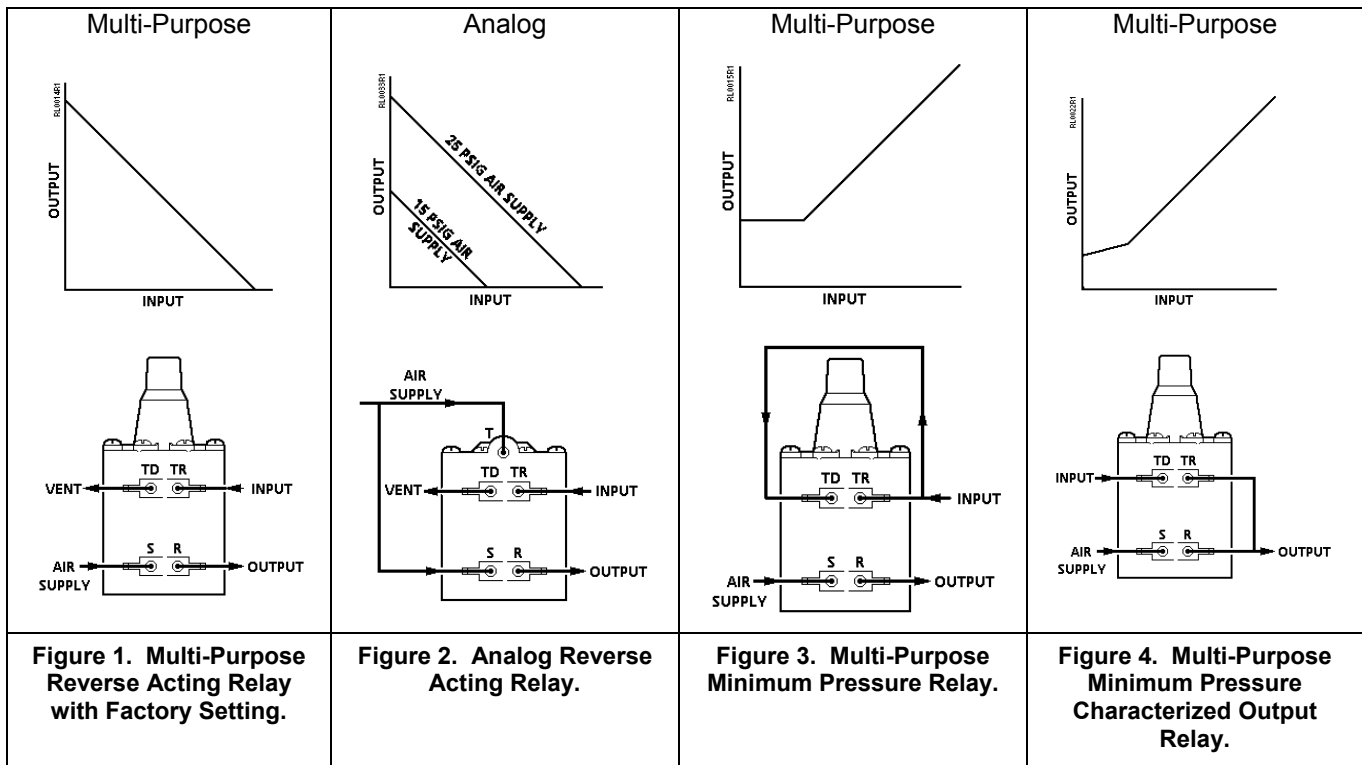 Multi-Purpose
RL0014R1
OUTPUT
INPUT
TD TR
VENT
INPUT
S R
AIR
SUPPLY
OUTPUT
Figure 1. Multi-Purpose
Reverse Acting Relay
with Factory Setting.
Analog
RL0033R1
OUTPUT
25 PSIG AIR SUPPLY
15 PSIG AIR
SUPPLY
INPUT
AIR
SUPPLY
T
TD TR
VENT
INPUT
S R
OUTPUT
Figure 2. Analog Reverse
Acting Relay.
Multi-Purpose
RL0015R1
OUTPUT
INPUT
TD TR
INPUT
S R
AIR
SUPPLY
OUTPUT
Figure 3. Multi-Purpose
Minimum Pressure Relay.
Multi-Purpose
RL0022R1
OUTPUT
INPUT
TD TR
INPUT
S R
AIR
SUPPLY
OUTPUT
Figure 4. Multi-Purpose
Minimum Pressure
Characterized Output
Relay.